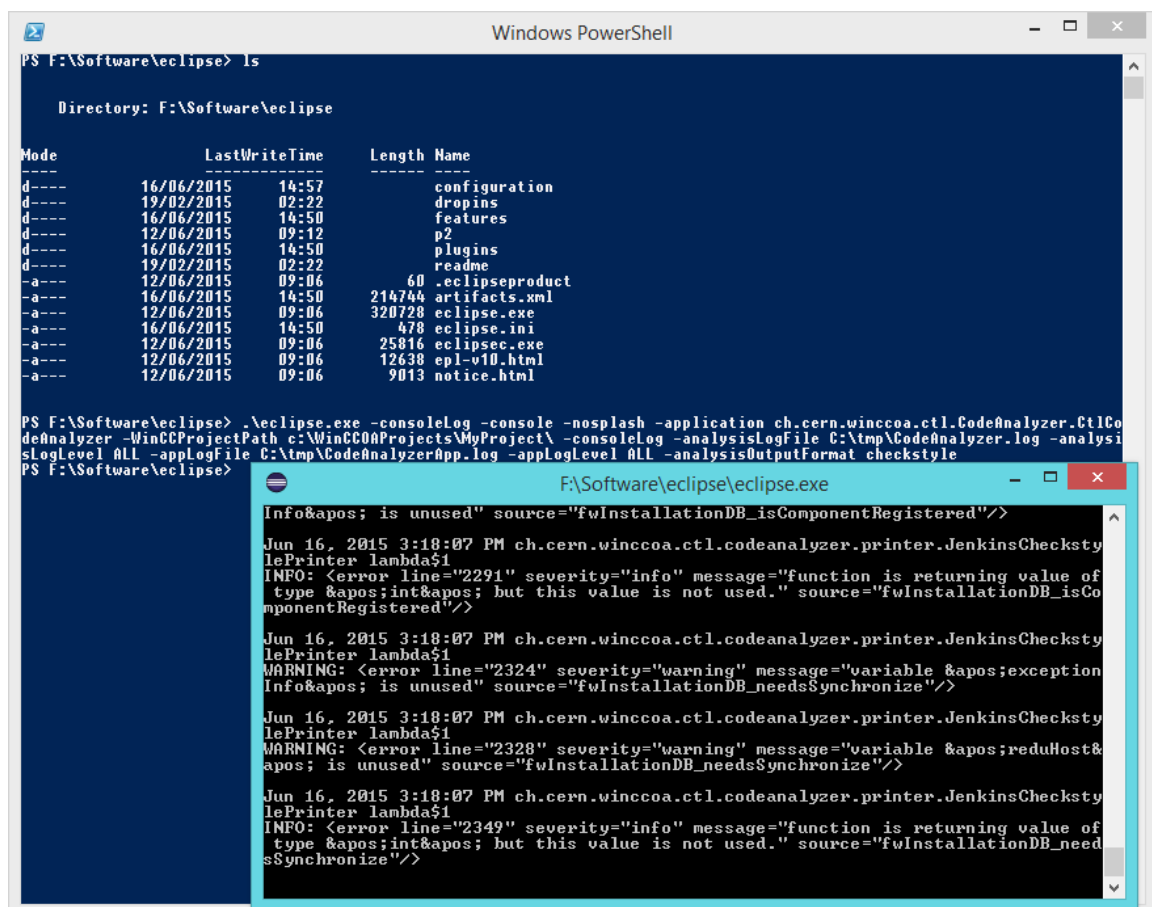 Windows PowerShell
PS F:\Software\eclipse> ls
Directory: F:\Software\eclipse
Mode LastWriteTime Length Name
---- ------------- ------ ----
d---- 16/06/2015 14:57 configuration
d---- 19/02/2015 02:22 dropins
d---- 16/06/2015 14:50 features
d---- 12/06/2015 09:12 p2
d---- 16/06/2015 14:50 plugins
d---- 19/02/2015 02:22 readme
-a--- 12/06/2015 09:06 60 .eclipseproduct
-a--- 16/06/2015 14:50 214744 artifacts.xml
-a--- 12/06/2015 09:06 320728 eclipse.exe
-a--- 16/06/2015 14:50 478 eclipse.ini
-a--- 12/06/2015 09:06 25816 eclipsec.exe
-a--- 12/06/2015 09:06 12638 epl-v10.html
-a--- 12/06/2015 09:06 9013 notice.html
PS F:\Software\eclipse> .\eclipse.exe -consoleLog -console -nosplash -application ch.cern.winccoa.ctl.CodeAnalyzer.CtlCo
deAnalyzer -WinCCProjectPath c:\WinCCOAProjects\MyProject\ -consoleLog -analysisLogFile C:\tmp\CodeAnalyzer.log -analysi
sLogLevel ALL -appLogFile C:\tmp\CodeAnalyzerApp.log -appLogLevel ALL -analysisOutputFormat checkstyle
PS F:\Software\eclipse>
F:\Software\eclipse\eclipse.exe
Info&apos; is unused" source="fwInstallationDB_isComponentRegistered"/>
Jun 16, 2015 3:18:07 PM ch.cern.winccoa.ctl.codeanalyzer.printer.JenkinsChecksty
lePrinter lambda$1
INFO: <error line="2291" severity="info" message="function is returning value of
type &apos;int&apos; but this value is not used." source="fwInstallationDB_isCo
mponentRegistered"/>
Jun 16, 2015 3:18:07 PM ch.cern.winccoa.ctl.codeanalyzer.printer.JenkinsChecksty
lePrinter lambda$1
WARNING: <error line="2324" severity="warning" message="variable &apos;exception
Info&apos; is unused" source="fwInstallationDB_needsSynchronize"/>
Jun 16, 2015 3:18:07 PM ch.cern.winccoa.ctl.codeanalyzer.printer.JenkinsChecksty
lePrinter lambda$1
WARNING: <error line="2328" severity="warning" message="variable &apos;reduHost&
apos; is unused" source="fwInstallationDB_needsSynchronize"/>
Jun 16, 2015 3:18:07 PM ch.cern.winccoa.ctl.codeanalyzer.printer.JenkinsChecksty
lePrinter lambda$1
INFO: <error line="2349" severity="info" message="function is returning value of
type &apos;int&apos; but this value is not used." source="fwInstallationDB_need
sSynchronize"/>